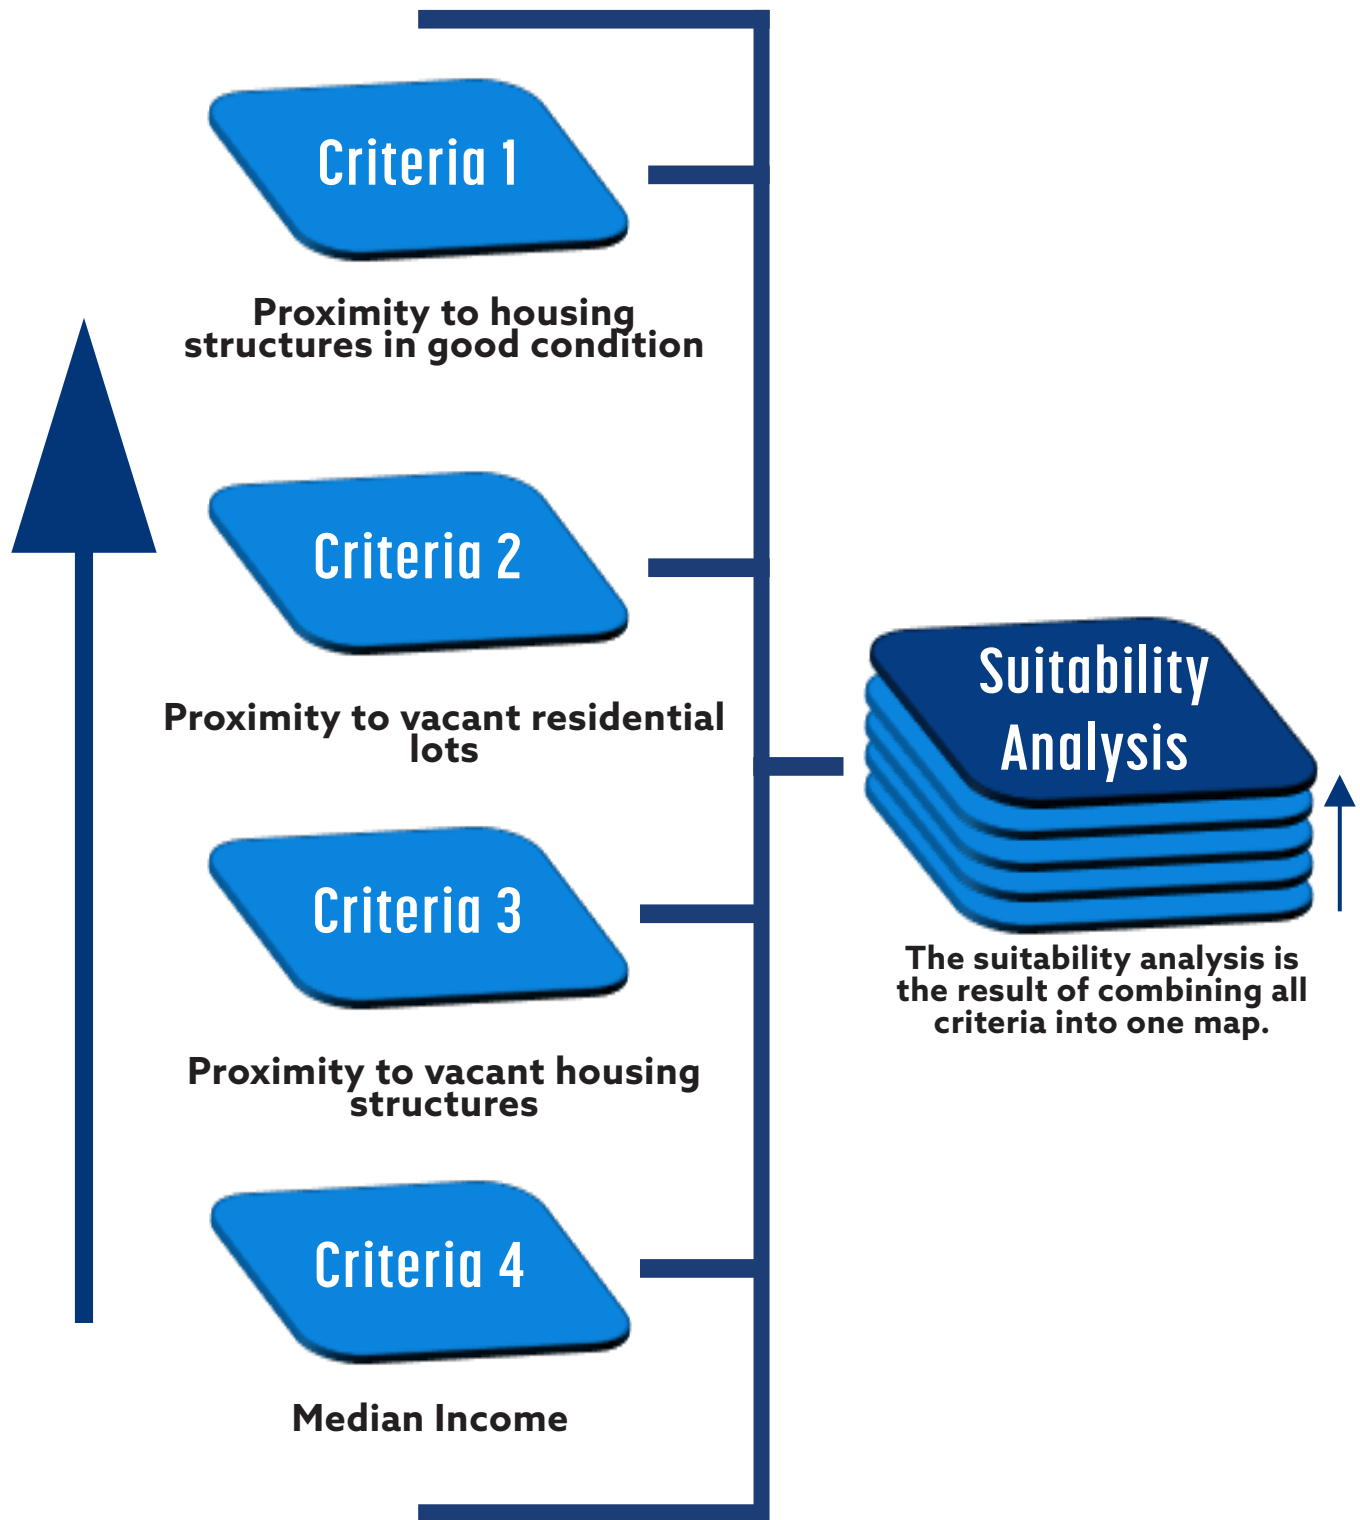 Criteria 1
Proximity to housing
structures in good condition
Criteria 2
Proximity to vacant residential
lots
Criteria 3
Proximity to vacant housing
structures
Criteria 4
Median Income
Suitability
Analysis
The suitability analysis is
the result of combining all
criteria into one map.